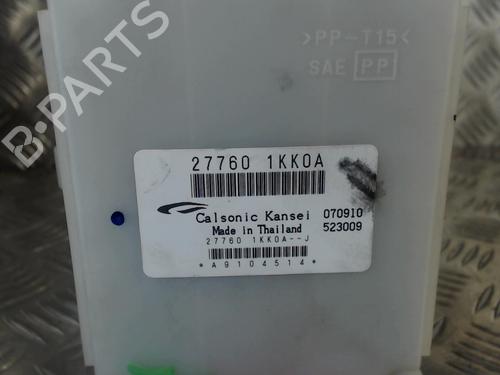 >PP-T15<
SAE PP
B-PARTS
27760 1KK0A
Calsonic Kansei 070910
Made in Thailand 523009
27760 1KK0A--J
*A9104514*